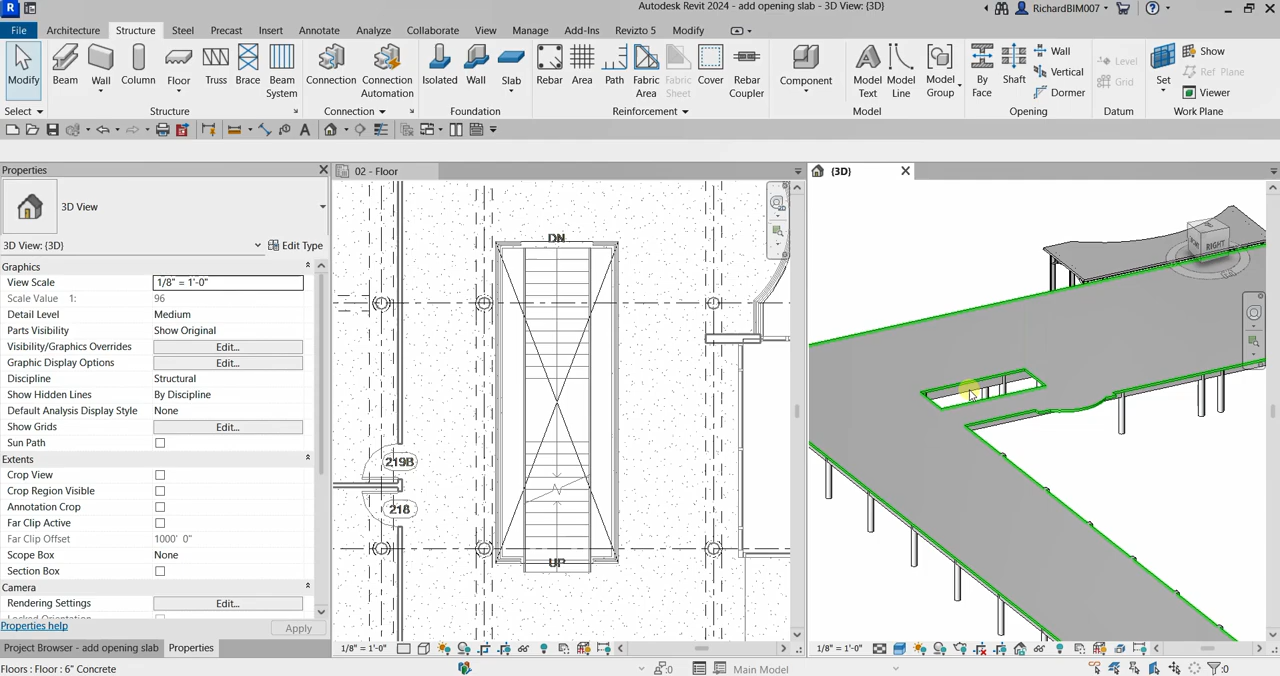 Autodesk Revit 2024 - add opening slab - 3D View: {3D}
RichardBIM007
File Architecture Structure Steel Precast Insert Annotate Analyze Collaborate View Manage Add-Ins Revizto 5 Modify
Modify
Beam Wall Column Floor Truss Brace Beam System
Connection Connection Automation
Isolated Wall Slab
Rebar Area Path Fabric Area Fabric Sheet Cover Rebar Coupler
Component Model Text Model Line Model Group
By Face Shaft Wall Vertical Dormer
Level Grid
Set Show Ref Plane Viewer
Select Structure Connection Foundation Reinforcement Model Opening Datum Work Plane
Properties
02 - Floor
{3D}
3D View
3D View: {3D} Edit Type
Graphics
View Scale 1/8" = 1'-0"
Scale Value 1: 96
Detail Level Medium
Parts Visibility Show Original
Visibility/Graphics Overrides Edit...
Graphic Display Options Edit...
Discipline Structural
Show Hidden Lines By Discipline
Default Analysis Display Style None
Show Grids Edit...
Sun Path
Extents
Crop View
Crop Region Visible
Annotation Crop
Far Clip Active
Far Clip Offset 1000' 0"
Scope Box None
Section Box
Camera
Rendering Settings Edit...
Locked Orientation
Properties help Apply
Project Browser - add opening slab Properties
DN
219B
218
UP
RIGHT
1/8" = 1'-0"
1/8" = 1'-0"
Floors : Floor : 6" Concrete
:0
Main Model
:0